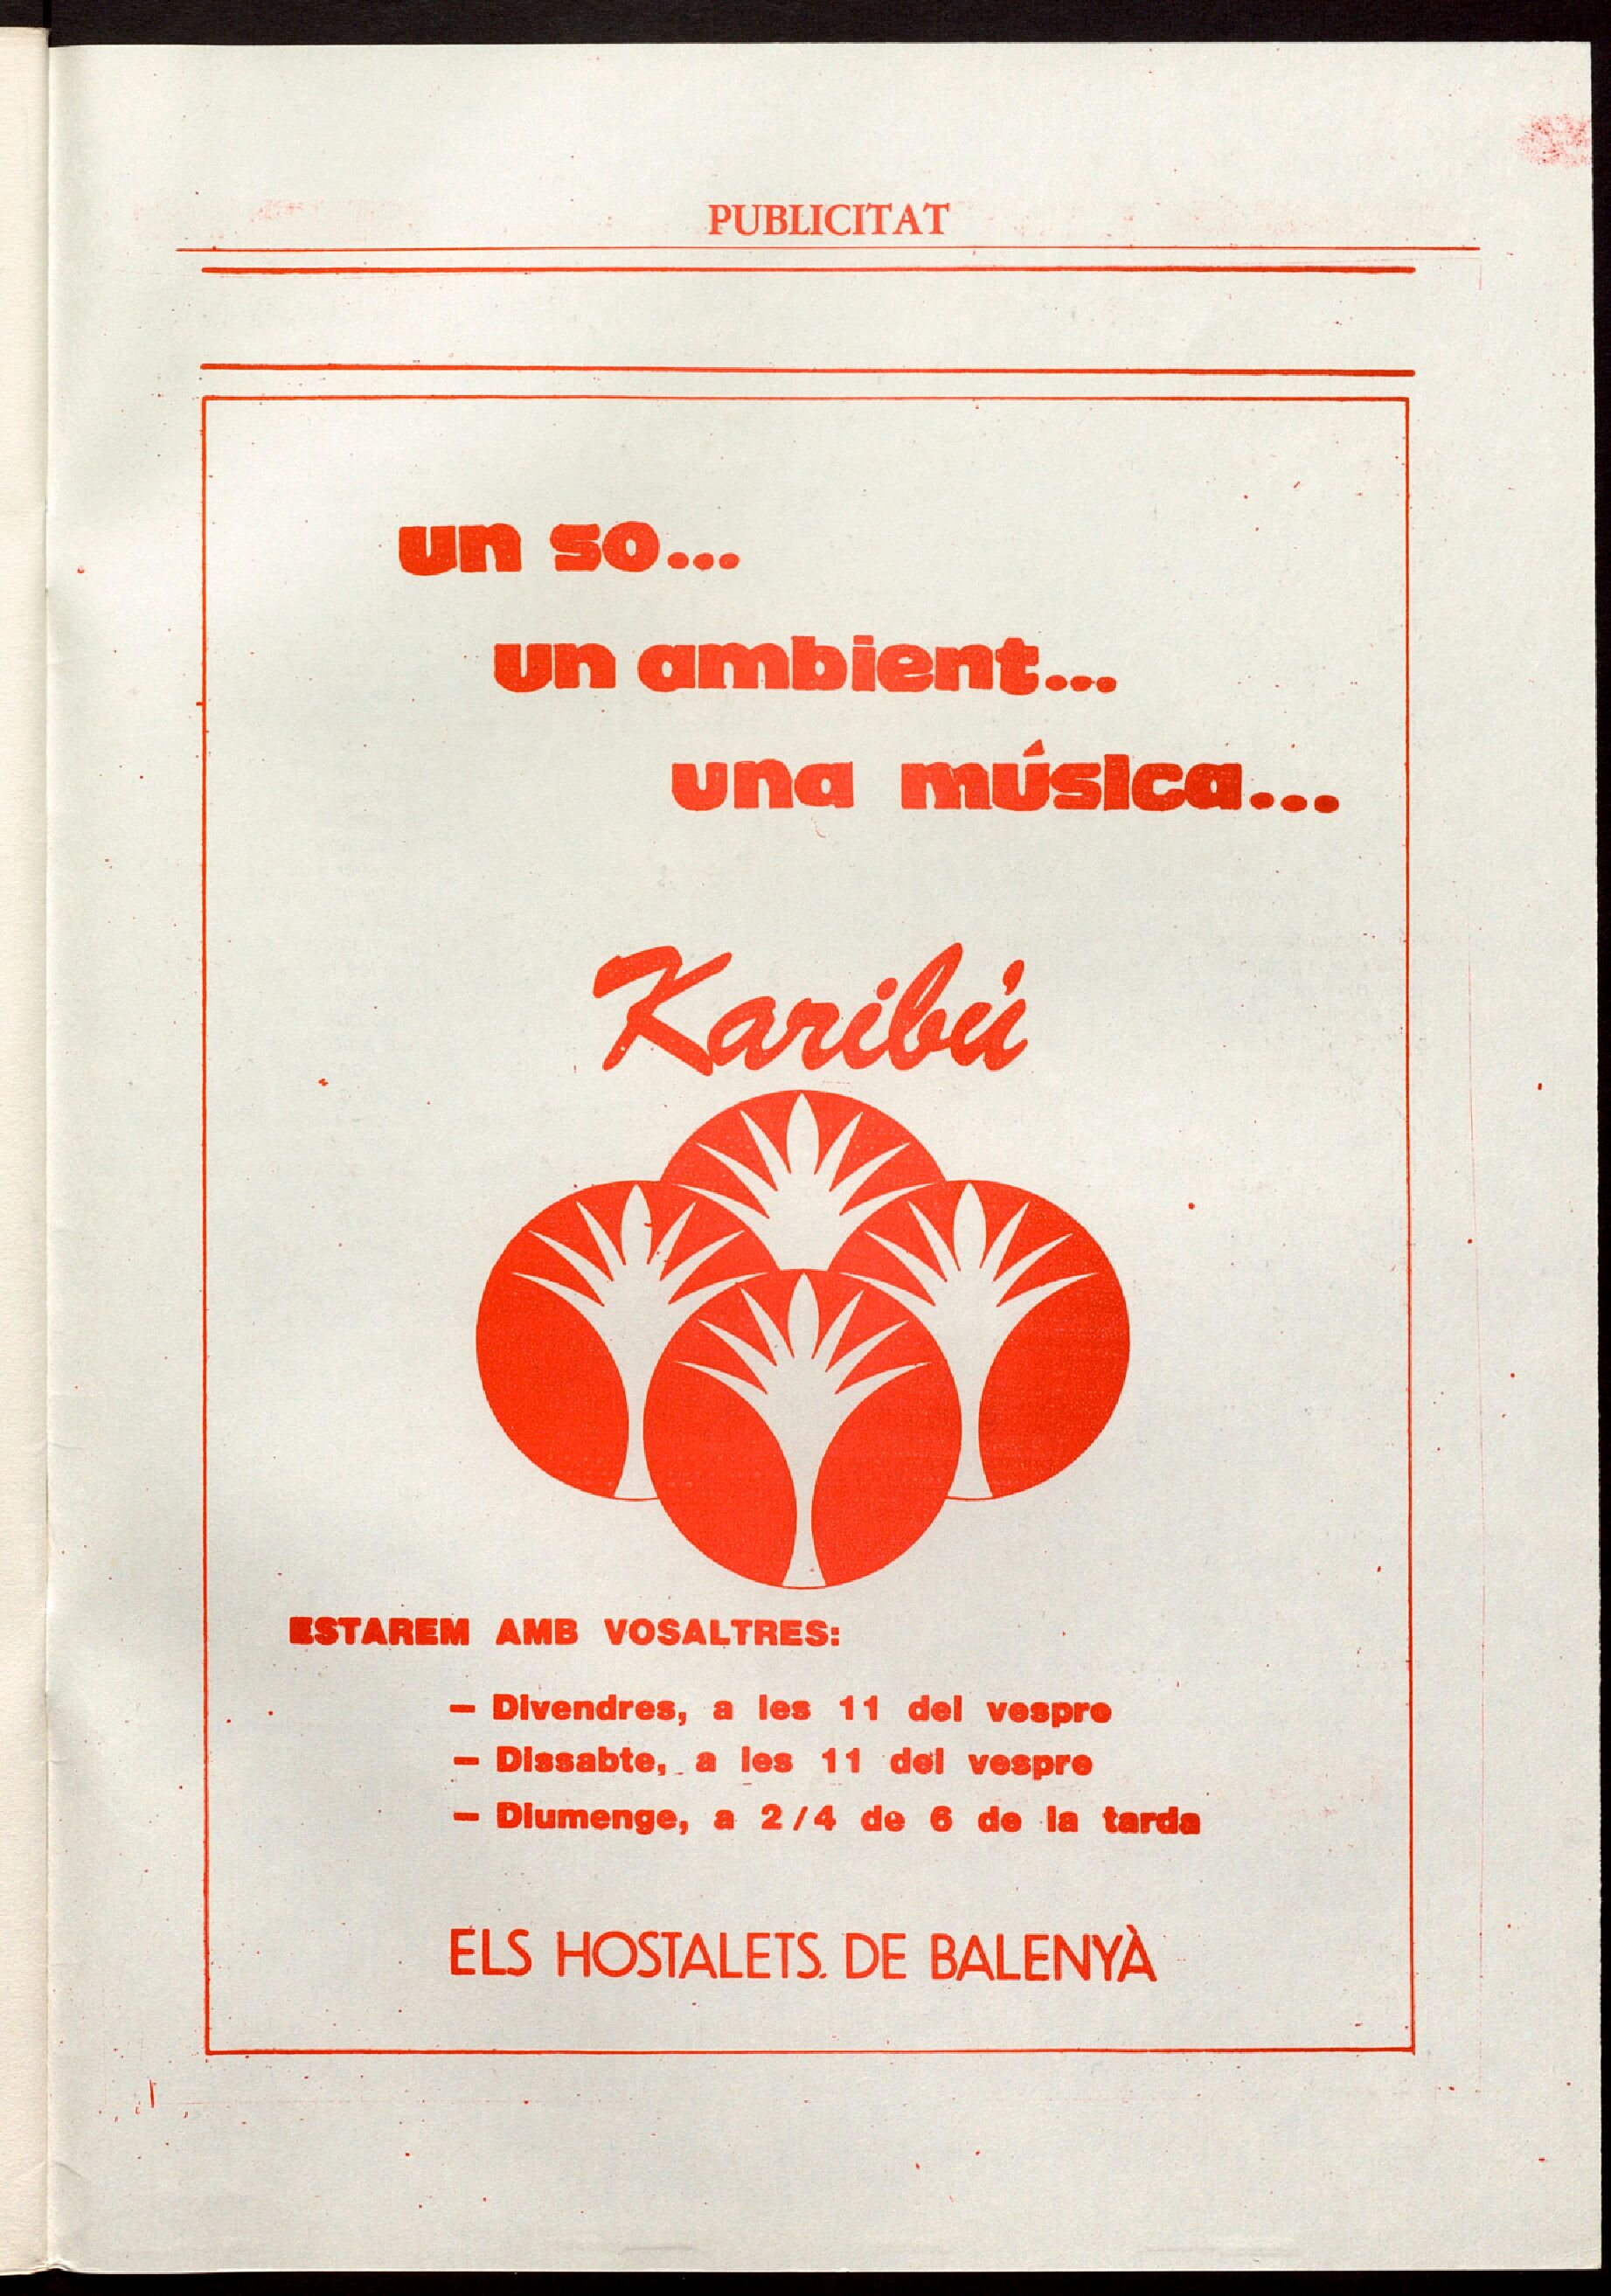 PUBLICITAT
un so...
un ambient...
una música...
Karibú
ESTAREM AMB VOSALTRES:
— Divendres, a les 11 del vespre
— Dissabte, a les 11 del vespre
— Diumenge, a 2/4 de 6 de la tarda
ELS HOSTALETS DE BALENYÀ